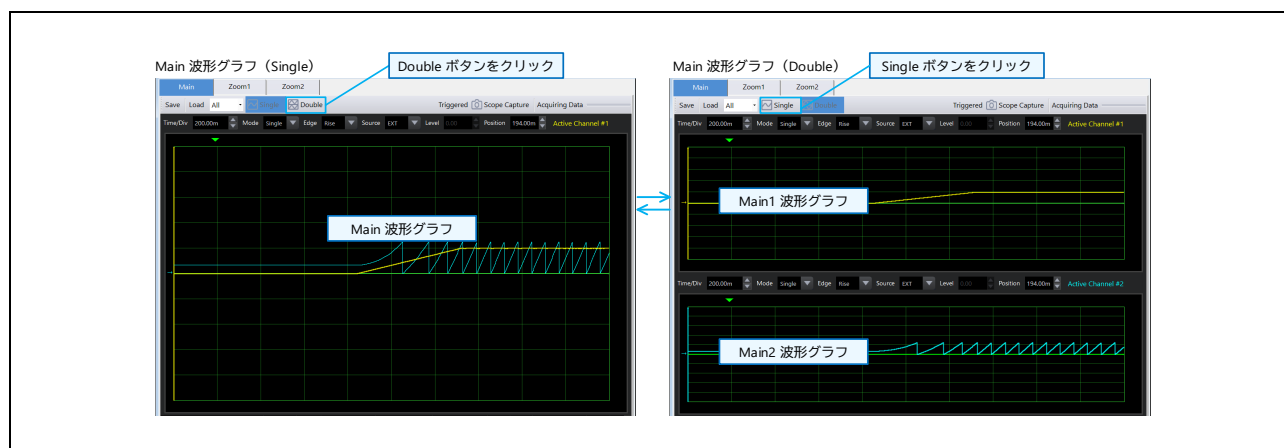 Main 波形グラフ（Single）
Double ボタンをクリック
Main Zoom1 Zoom2
Save Load All Single Double Triggered Scope Capture Acquiring Data
Time/Div 200.00m Mode Single Edge Rise Source EXT Level 0.00 Position 194.00m Active Channel #1
Main 波形グラフ
Main 波形グラフ（Double）
Single ボタンをクリック
Main Zoom1 Zoom2
Save Load All Single Double Triggered Scope Capture Acquiring Data
Time/Div 200.00m Mode Single Edge Rise Source EXT Level 0.00 Position 194.00m Active Channel #1
Main1 波形グラフ
Time/Div 200.00m Mode Single Edge Rise Source EXT Level 0.00 Position 194.00m Active Channel #2
Main2 波形グラフ